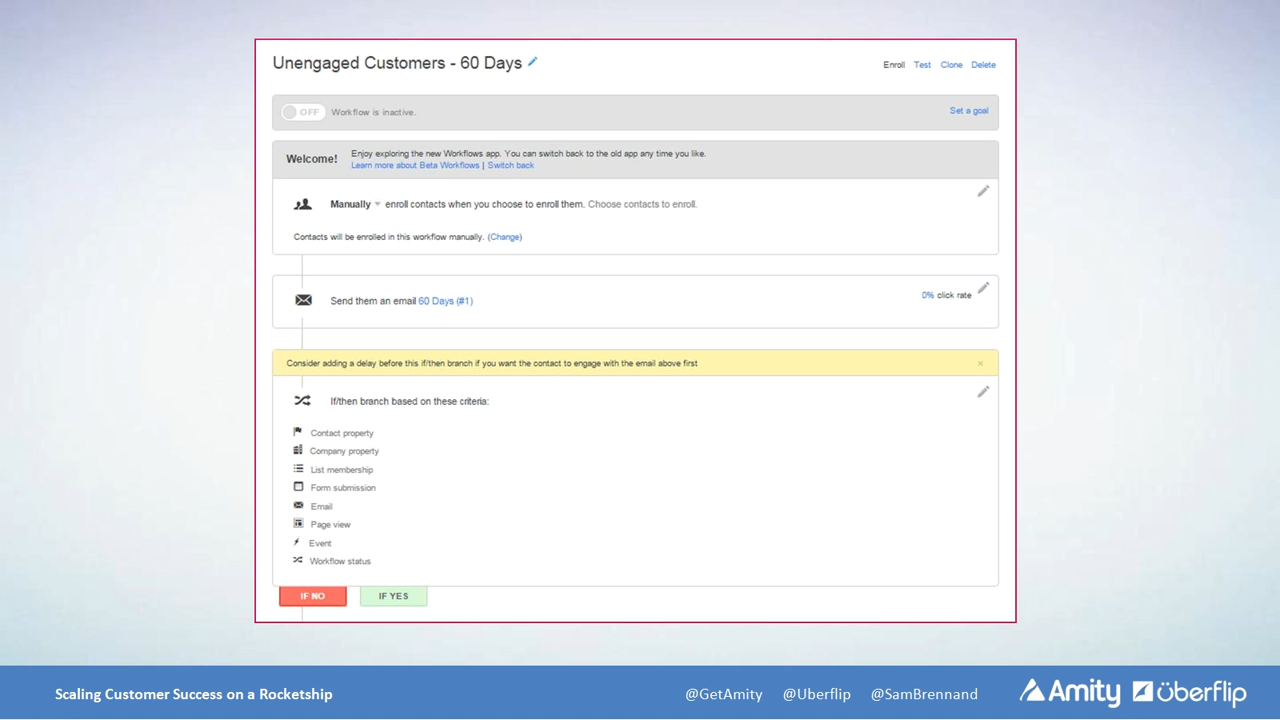 Unengaged Customers - 60 Days
Enroll Test Clone Delete
OFF Workflow is inactive. Set a goal
Welcome! Enjoy exploring the new Workflows app. You can switch back to the old app any time you like.
Learn more about Beta Workflows | Switch back
Manually enroll contacts when you choose to enroll them. Choose contacts to enroll.
Contacts will be enrolled in this workflow manually. (Change)
Send them an email 60 Days (#1) 0% click rate
Consider adding a delay before this if/then branch if you want the contact to engage with the email above first ×
If/then branch based on these criteria:
Contact property
Company property
List membership
Form submission
Email
Page view
Event
Workflow status
IF NO IF YES
Scaling Customer Success on a Rocketship @GetAmity @Uberflip @SamBrennand Amity überflip